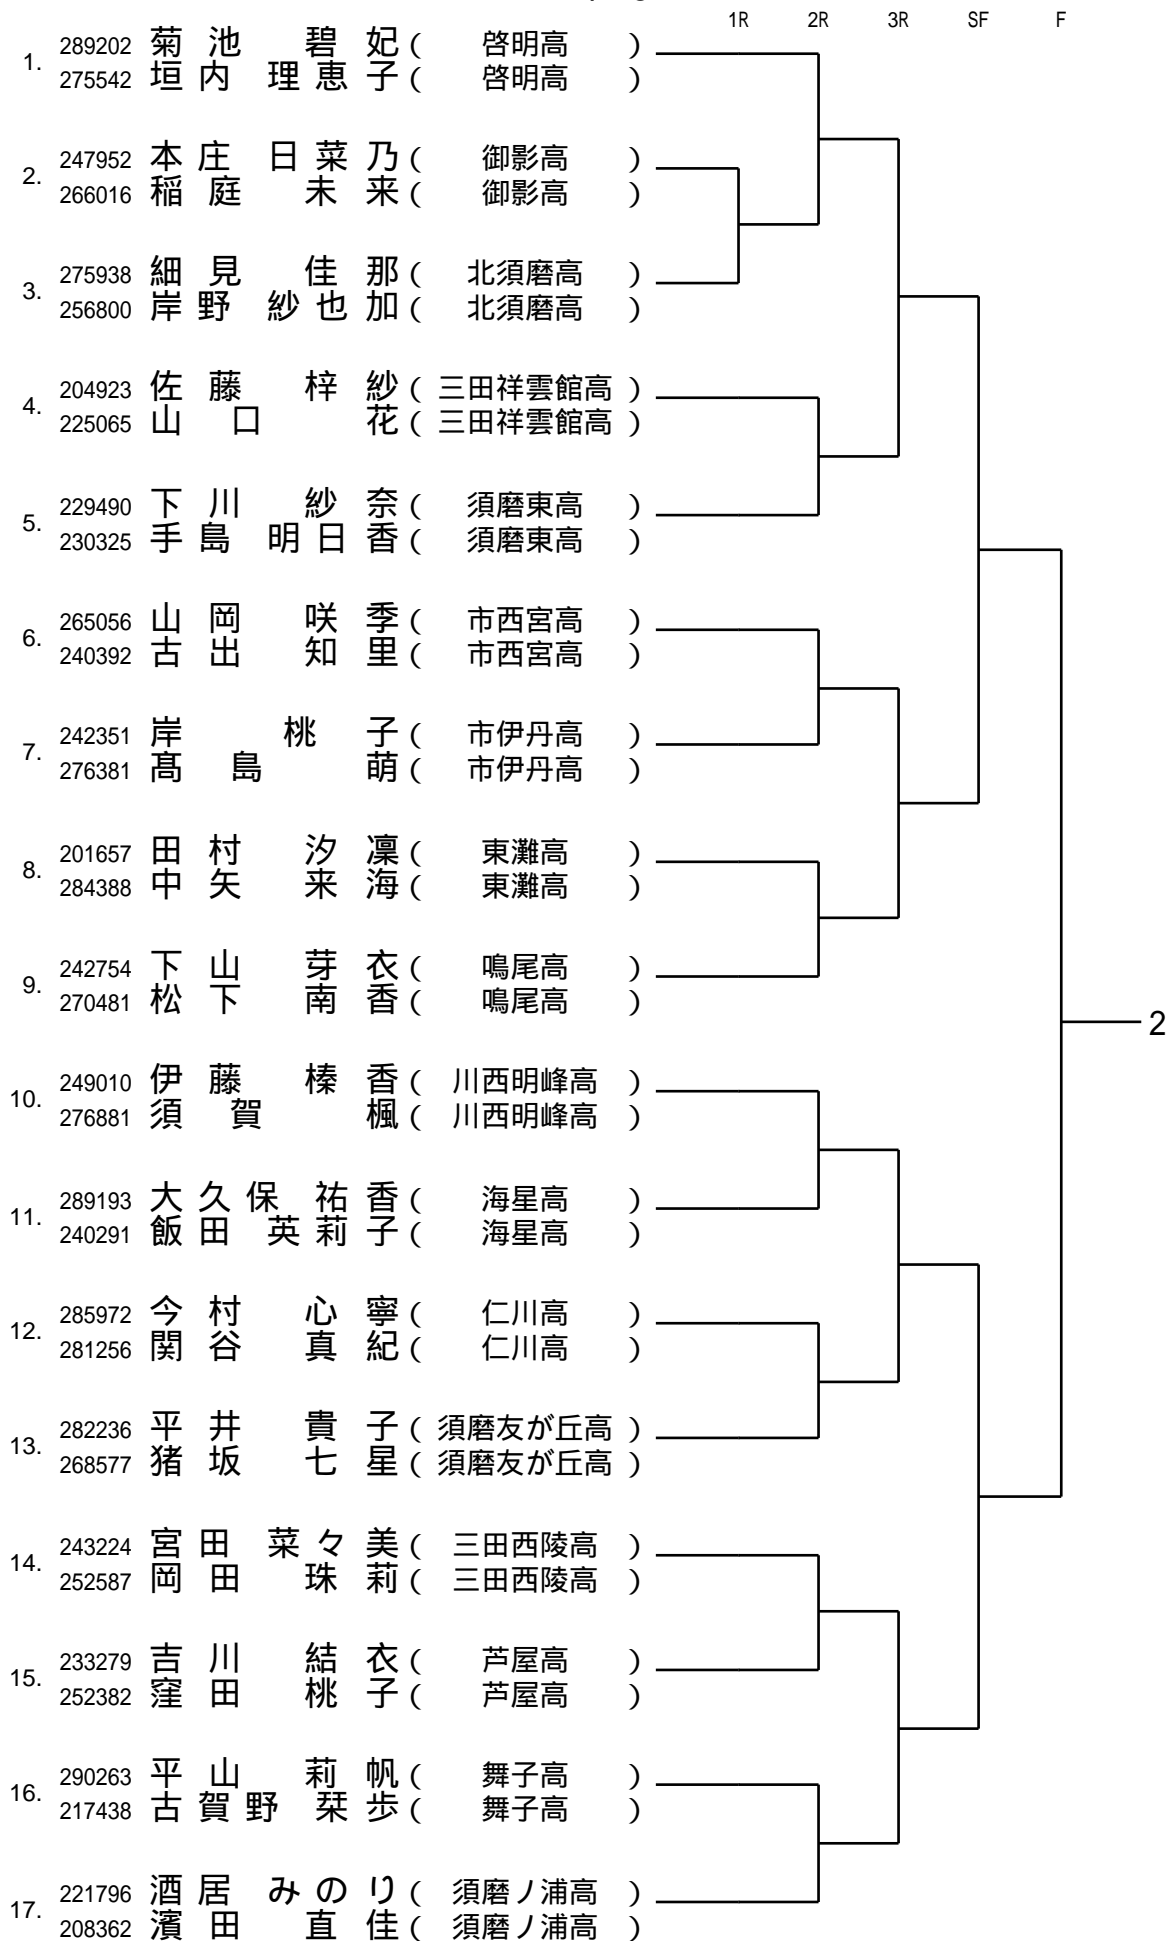 1R 2R 3R SF F
1. 289202 菊池 碧妃 ( 啓明高 )
275542 垣内 理恵子 ( 啓明高 )
2. 247952 本庄 日菜乃 ( 御影高 )
266016 稲庭 未来 ( 御影高 )
3. 275938 細見 佳那 ( 北須磨高 )
256800 岸野 紗也加 ( 北須磨高 )
4. 204923 佐藤 梓紗 ( 三田祥雲館高 )
225065 山口 花 ( 三田祥雲館高 )
5. 229490 下川 紗奈 ( 須磨東高 )
230325 手島 明日香 ( 須磨東高 )
6. 265056 山岡 咲季 ( 市西宮高 )
240392 古出 知里 ( 市西宮高 )
7. 242351 岸 桃子 ( 市伊丹高 )
276381 髙島 萌 ( 市伊丹高 )
8. 201657 田村 汐凜 ( 東灘高 )
284388 中矢 来海 ( 東灘高 )
9. 242754 下山 芽衣 ( 鳴尾高 )
270481 松下 南香 ( 鳴尾高 )
2
10. 249010 伊藤 榛香 ( 川西明峰高 )
276881 須賀 楓 ( 川西明峰高 )
11. 289193 大久保 祐香 ( 海星高 )
240291 飯田 英莉子 ( 海星高 )
12. 285972 今村 心寧 ( 仁川高 )
281256 関谷 真紀 ( 仁川高 )
13. 282236 平井 貴子 ( 須磨友が丘高 )
268577 猪坂 七星 ( 須磨友が丘高 )
14. 243224 宮田 菜々美 ( 三田西陵高 )
252587 岡田 珠莉 ( 三田西陵高 )
15. 233279 吉川 結衣 ( 芦屋高 )
252382 窪田 桃子 ( 芦屋高 )
16. 290263 平山 莉帆 ( 舞子高 )
217438 古賀野 栞歩 ( 舞子高 )
17. 221796 酒居 みのり ( 須磨ノ浦高 )
208362 濱田 直佳 ( 須磨ノ浦高 )